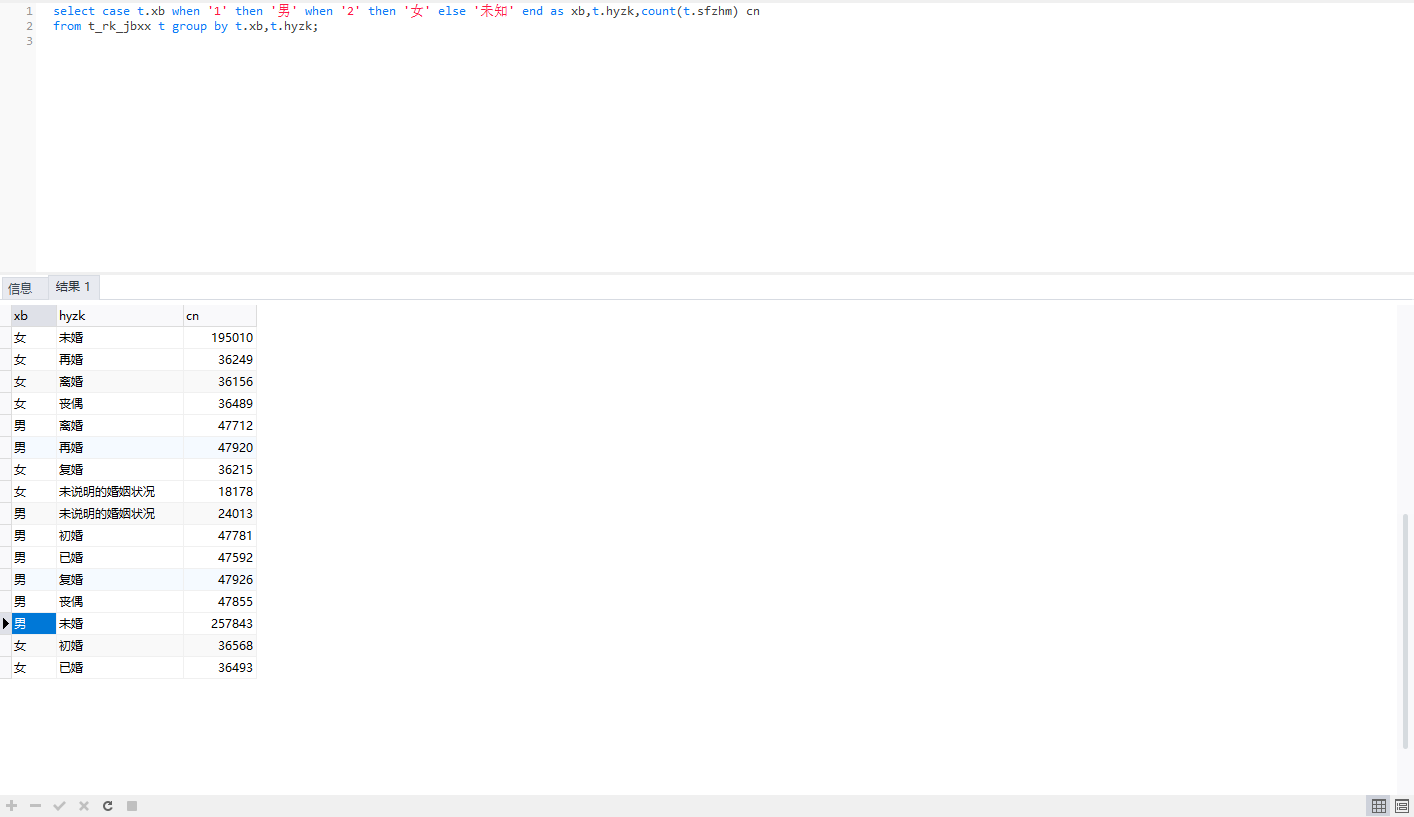 1 select case t.xb when '1' then '男' when '2' then '女' else '未知' end as xb,t.hyzk,count(t.sfzhm) cn
2 from t_rk_jbxx t group by t.xb,t.hyzk;
3
信息 结果 1
xb hyzk cn
女 未婚 195010
女 再婚 36249
女 离婚 36156
女 丧偶 36489
男 离婚 47712
男 再婚 47920
女 复婚 36215
女 未说明的婚姻状况 18178
男 未说明的婚姻状况 24013
男 初婚 47781
男 已婚 47592
男 复婚 47926
男 丧偶 47855
男 未婚 257843
女 初婚 36568
女 已婚 36493